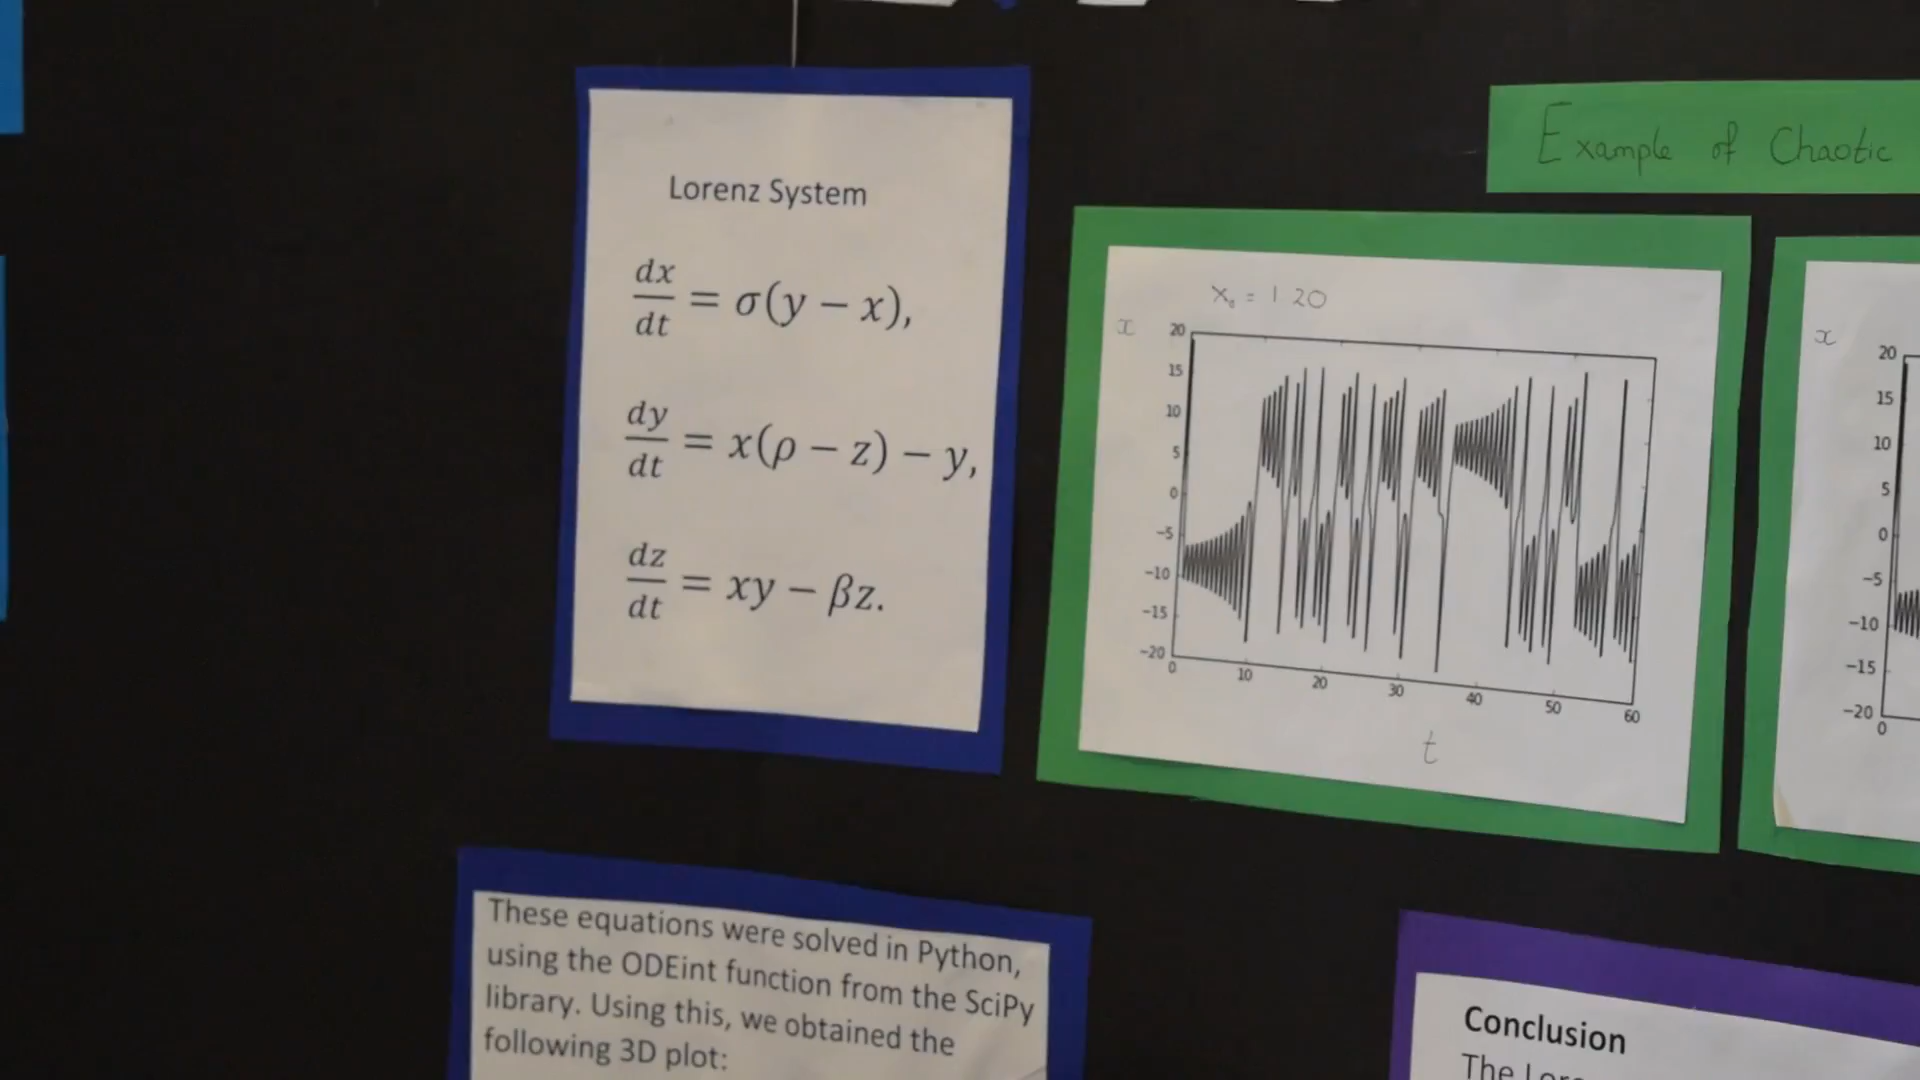 Lorenz System
dx/dt = σ(y − x),
dy/dt = x(ρ − z) − y,
dz/dt = xy − βz.
Example of Chaotic
x₀ = 1 20
x
20
15
10
5
0
−5
−10
−15
−20
0 10 20 30 40 50 60
t
x
20
15
10
5
0
−5
−10
−15
−20
0
These equations were solved in Python,
using the ODEint function from the SciPy
library. Using this, we obtained the
following 3D plot:
Conclusion
The